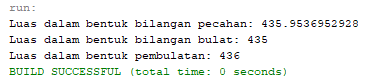 run:
Luas dalam bentuk bilangan pecahan: 435.9536952928
Luas dalam bentuk bilangan bulat: 435
Luas dalam bentuk pembulatan: 436
BUILD SUCCESSFUL (total time: 0 seconds)